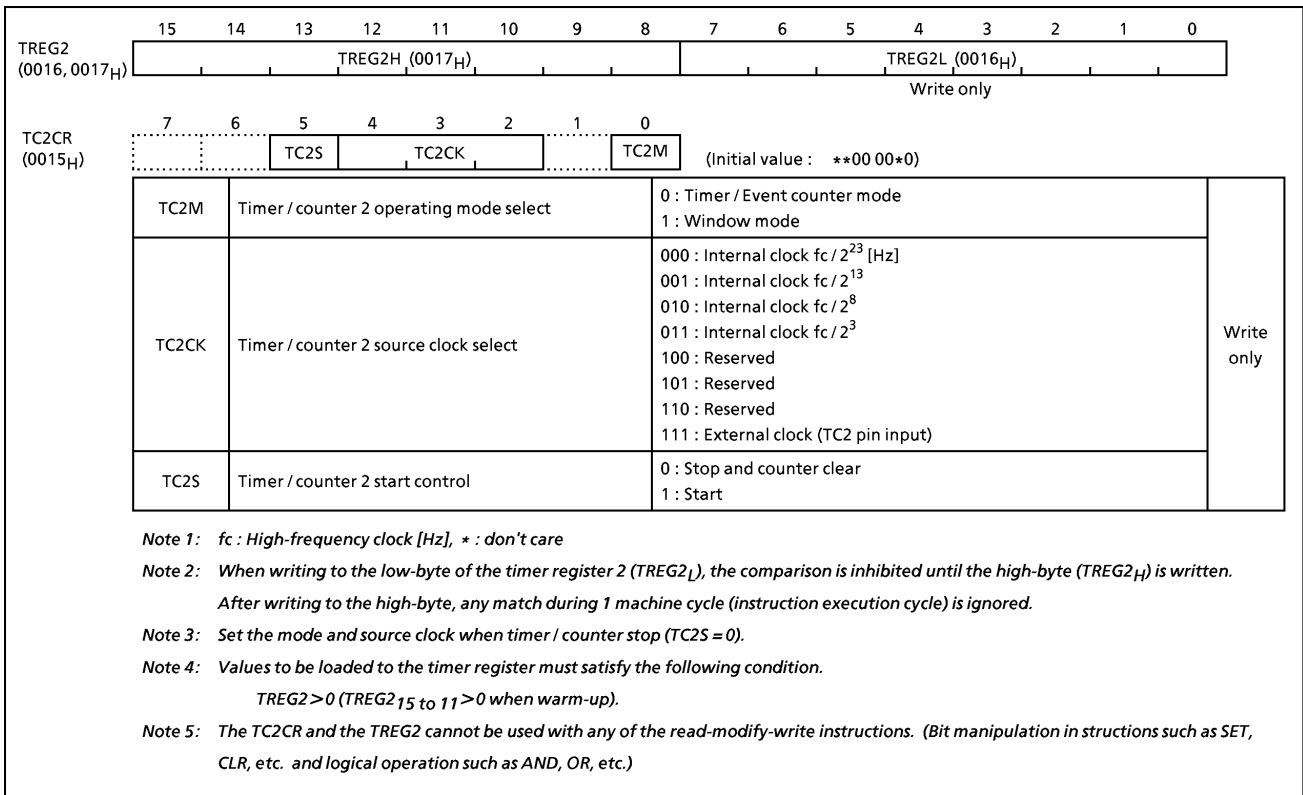 15 14 13 12 11 10 9 8 7 6 5 4 3 2 1 0
TREG2
(0016, 0017H)
TREG2H (0017H)
TREG2L (0016H)
Write only
7 6 5 4 3 2 1 0
TC2CR
(0015H)
TC2S
TC2CK
TC2M
(Initial value : **00 00*0)
TC2M
Timer / counter 2 operating mode select
0 : Timer / Event counter mode
1 : Window mode
TC2CK
Timer / counter 2 source clock select
000 : Internal clock fc / 2^23 [Hz]
001 : Internal clock fc / 2^13
010 : Internal clock fc / 2^8
011 : Internal clock fc / 2^3
100 : Reserved
101 : Reserved
110 : Reserved
111 : External clock (TC2 pin input)
TC2S
Timer / counter 2 start control
0 : Stop and counter clear
1 : Start
Write
only
Note 1: fc : High-frequency clock [Hz], * : don't care
Note 2: When writing to the low-byte of the timer register 2 (TREG2L), the comparison is inhibited until the high-byte (TREG2H) is written.
After writing to the high-byte, any match during 1 machine cycle (instruction execution cycle) is ignored.
Note 3: Set the mode and source clock when timer / counter stop (TC2S = 0).
Note 4: Values to be loaded to the timer register must satisfy the following condition.
TREG2 > 0 (TREG2 15 to 11 > 0 when warm-up).
Note 5: The TC2CR and the TREG2 cannot be used with any of the read-modify-write instructions. (Bit manipulation in structions such as SET,
CLR, etc. and logical operation such as AND, OR, etc.)